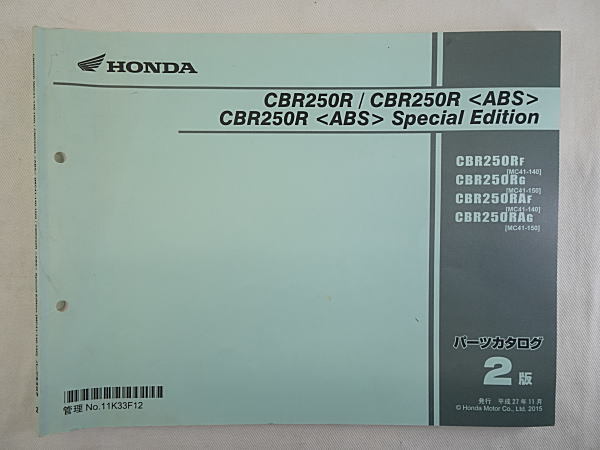 HONDA
CBR250R / CBR250R <ABS>
CBR250R <ABS> Special Edition
CBR250RF
[MC41-140]
CBR250RG
[MC41-150]
CBR250RAF
[MC41-140]
CBR250RAG
[MC41-150]
パーツカタログ
2版
発行 平成27年11月
© Honda Motor Co., Ltd. 2015
管理 No.11K33F12